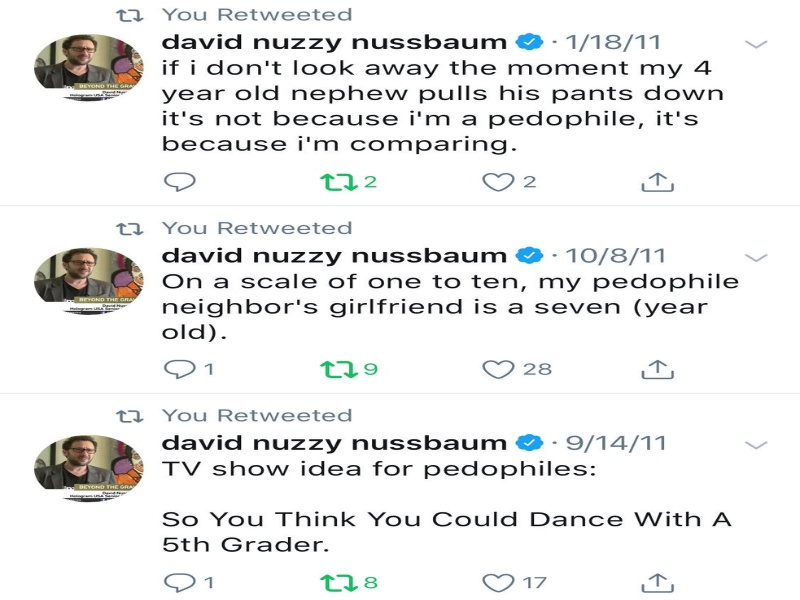 You Retweeted
david nuzzy nussbaum · 1/18/11
if i don't look away the moment my 4
year old nephew pulls his pants down
it's not because i'm a pedophile, it's
because i'm comparing.
2 2
You Retweeted
david nuzzy nussbaum · 10/8/11
On a scale of one to ten, my pedophile
neighbor's girlfriend is a seven (year
old).
1 9 28
You Retweeted
david nuzzy nussbaum · 9/14/11
TV show idea for pedophiles:
So You Think You Could Dance With A
5th Grader.
1 8 17